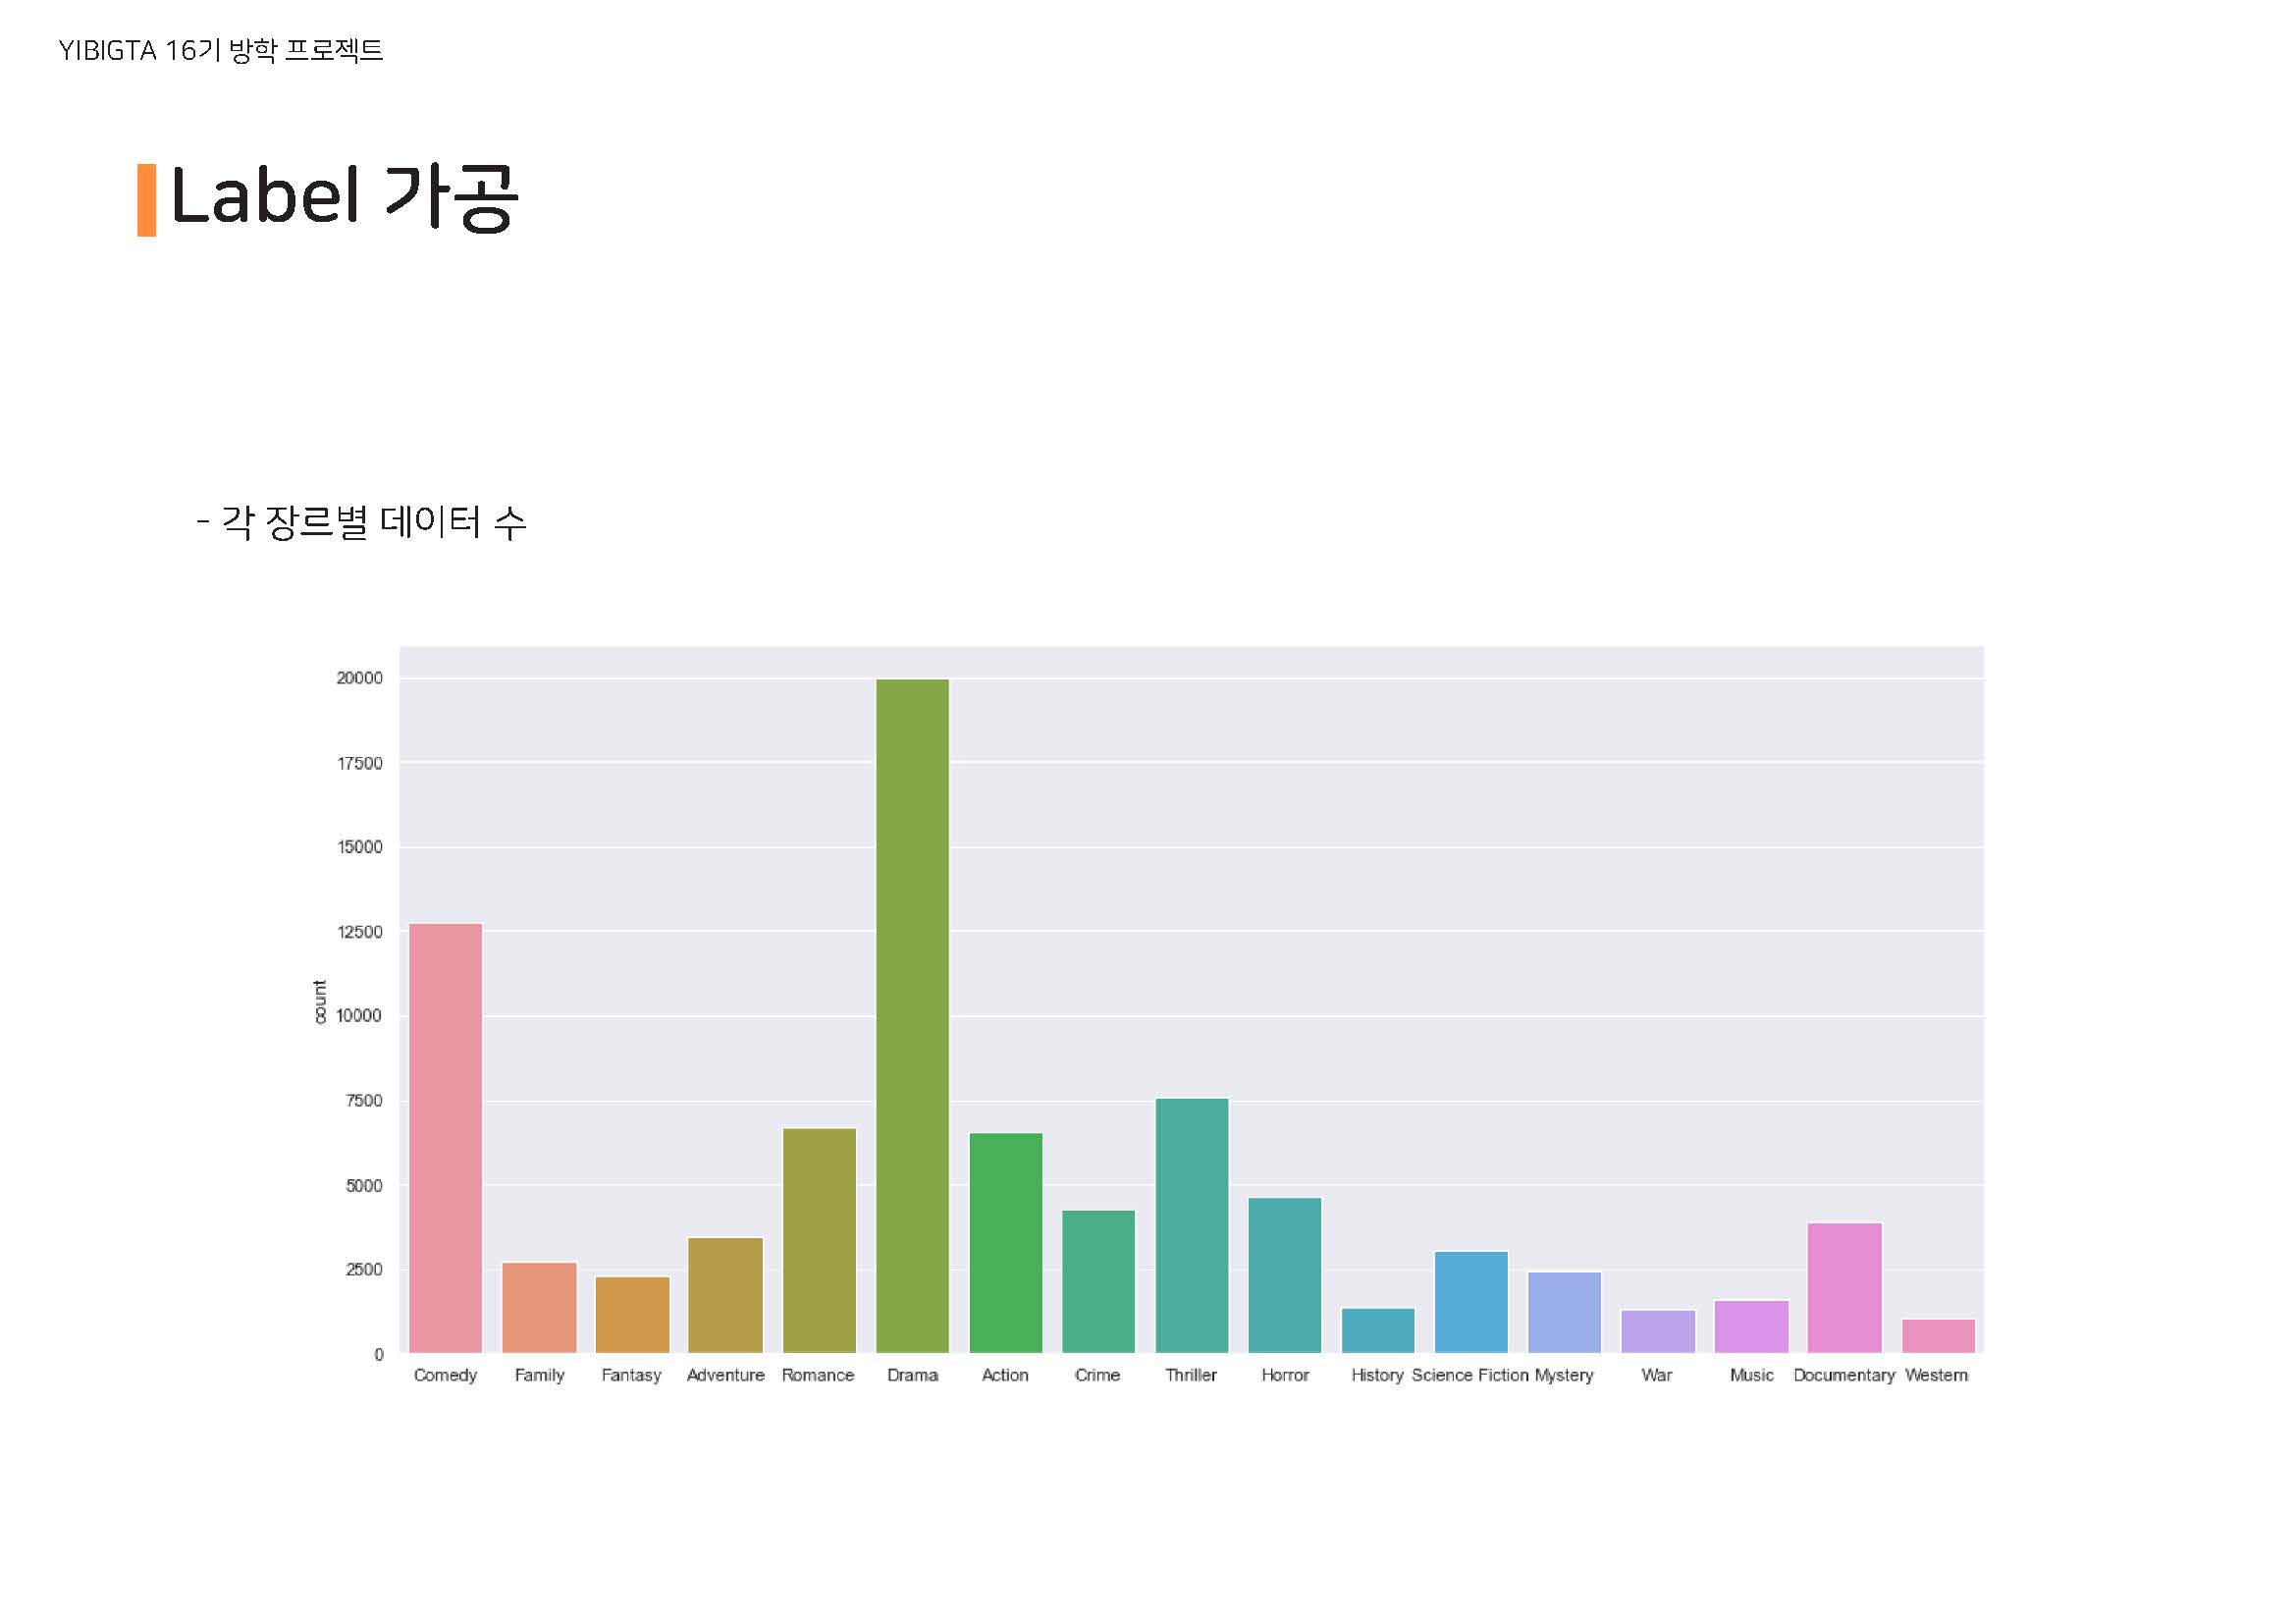 YIBIGTA 16기 방학 프로젝트
Label 가공
- 각 장르별 데이터 수
20000
17500
15000
12500
10000
7500
5000
2500
0
count
Comedy Family Fantasy Adventure Romance Drama Action Crime Thriller Horror History Science Fiction Mystery War Music Documentary Western